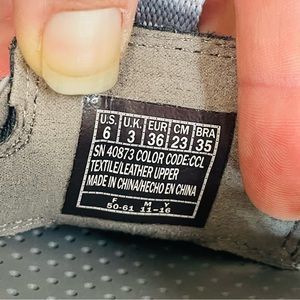 U.S. U.K. EUR CM BRA
6 3 36 23 35
SN 40873 COLOR CODE:CCL
TEXTILE/LEATHER UPPER
MADE IN CHINA/HECHO EN CHINA
F M Y
50-61 11-16